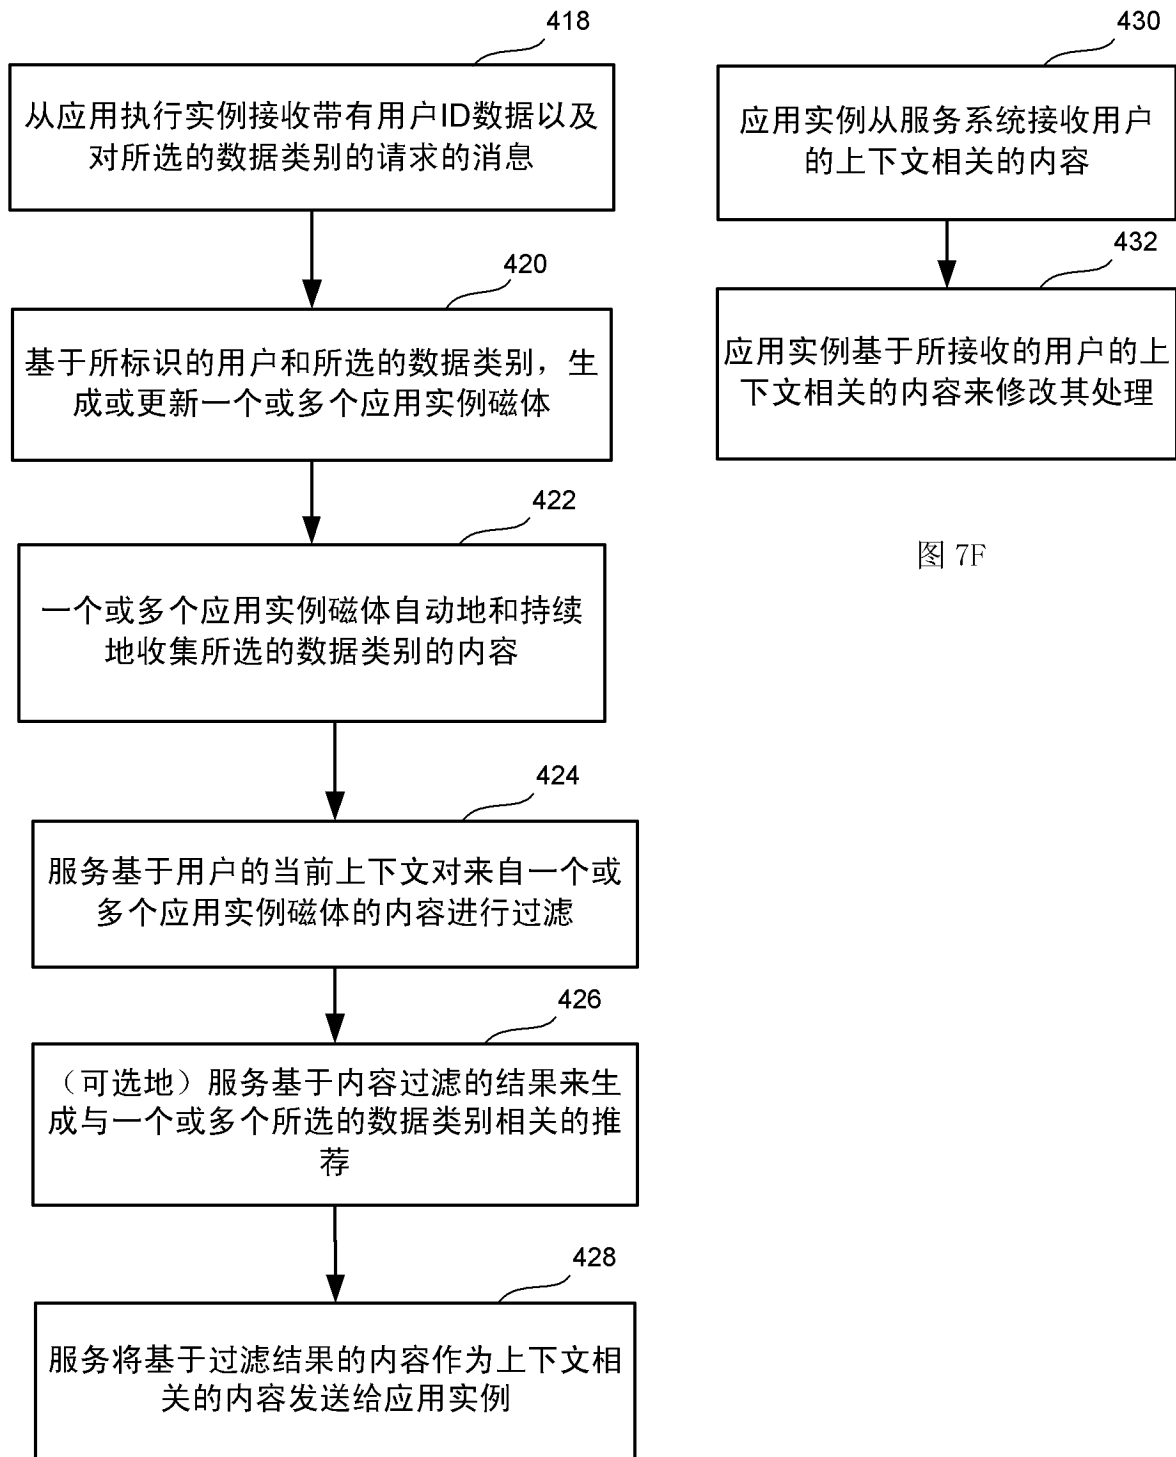 418
从应用执行实例接收带有用户ID数据以及
对所选的数据类别的请求的消息
420
基于所标识的用户和所选的数据类别，生
成或更新一个或多个应用实例磁体
422
一个或多个应用实例磁体自动地和持续
地收集所选的数据类别的内容
424
服务基于用户的当前上下文对来自一个或
多个应用实例磁体的内容进行过滤
426
（可选地）服务基于内容过滤的结果来生
成与一个或多个所选的数据类别相关的推
荐
428
服务将基于过滤结果的内容作为上下文相
关的内容发送给应用实例
430
应用实例从服务系统接收用户
的上下文相关的内容
432
应用实例基于所接收的用户的上
下文相关的内容来修改其处理
图 7F